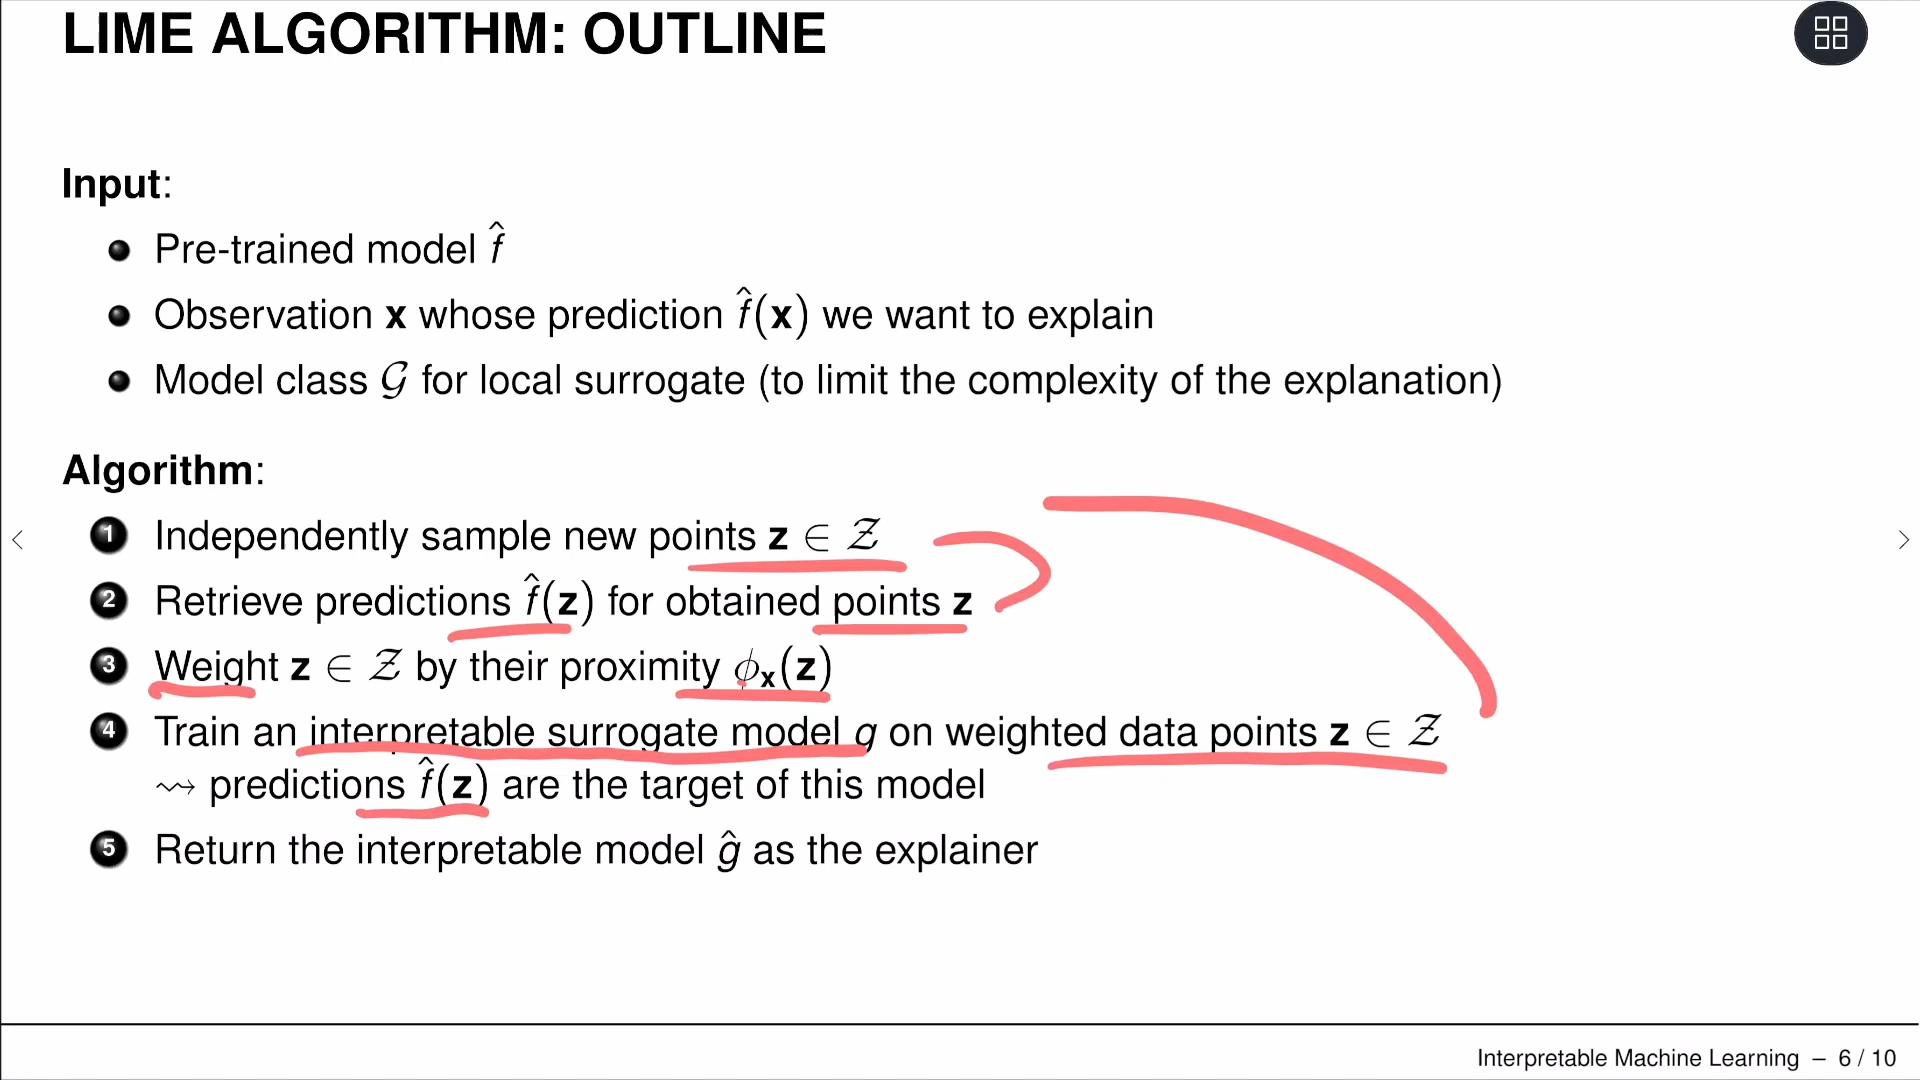 LIME ALGORITHM: OUTLINE
Input:
Pre-trained model f̂
Observation x whose prediction f̂(x) we want to explain
Model class 𝒢 for local surrogate (to limit the complexity of the explanation)
Algorithm:
1 Independently sample new points z ∈ 𝒵
2 Retrieve predictions f̂(z) for obtained points z
3 Weight z ∈ 𝒵 by their proximity ϕₓ(z)
4 Train an interpretable surrogate model g on weighted data points z ∈ 𝒵
⇝ predictions f̂(z) are the target of this model
5 Return the interpretable model ĝ as the explainer
Interpretable Machine Learning – 6 / 10